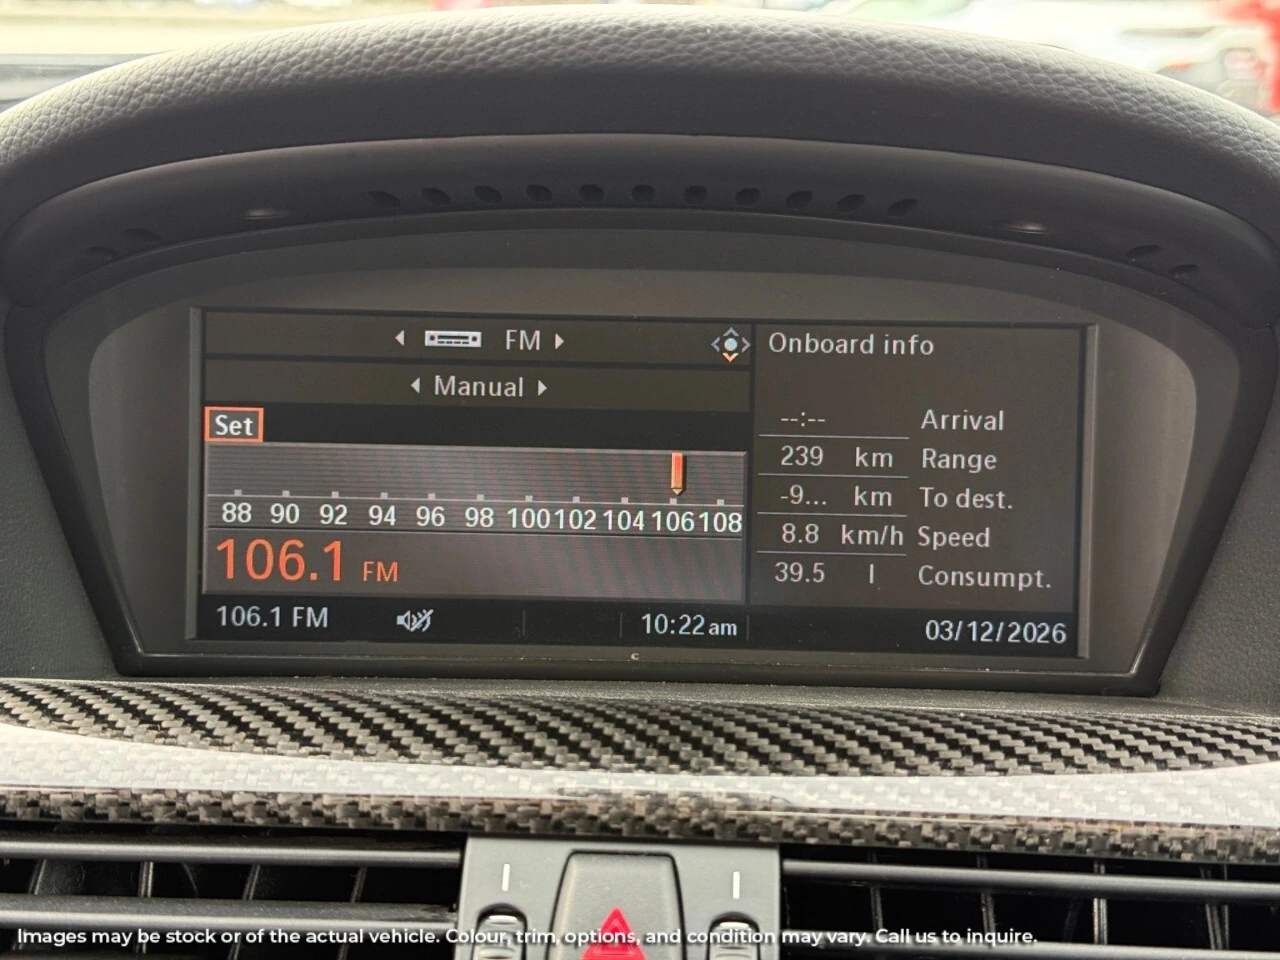 FM
Manual
Set
88 90 92 94 96 98 100 102 104 106 108
106.1 FM
106.1 FM 10:22 am
Onboard info
--:-- Arrival
239 km Range
-9... km To dest.
8.8 km/h Speed
39.5 l Consumpt.
03/12/2026
Images may be stock or of the actual vehicle. Colour, trim, options, and condition may vary. Call us to inquire.